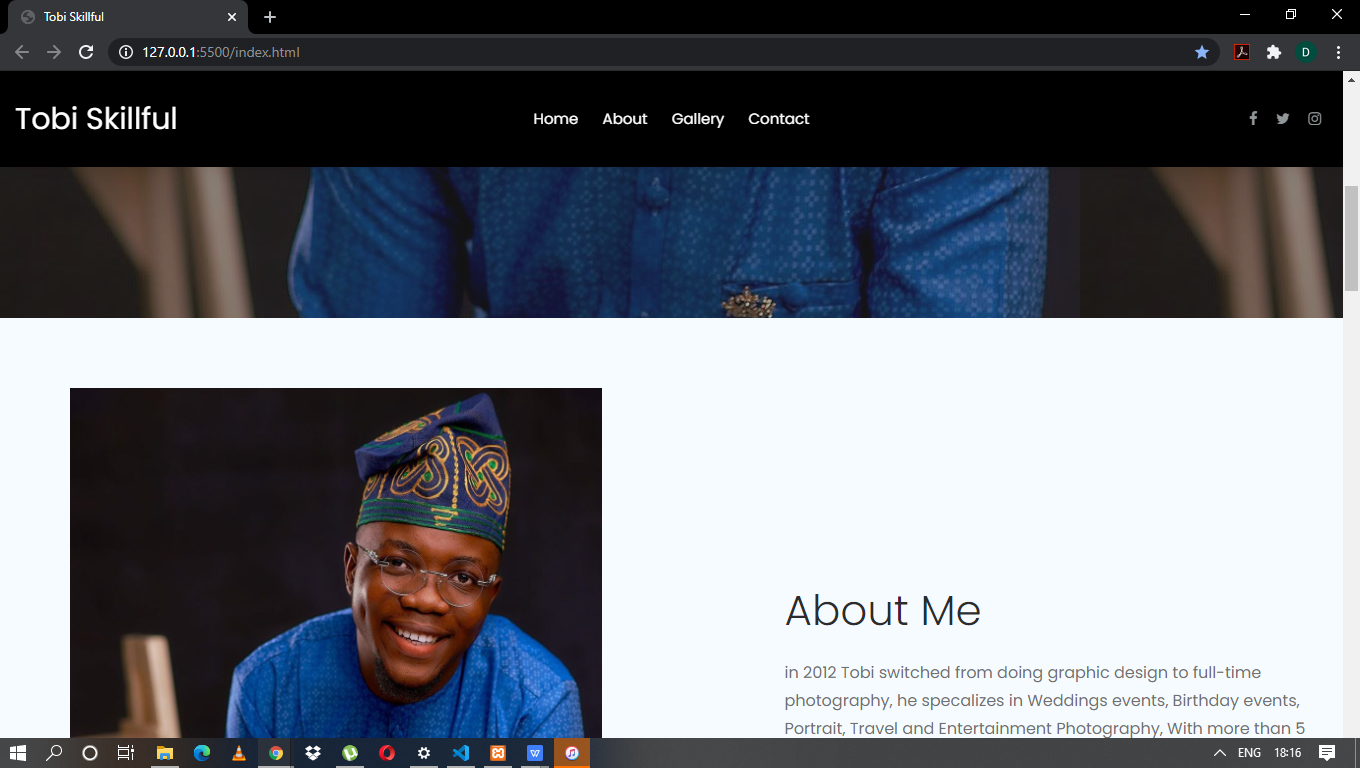 Tobi Skillful
127.0.0.1:5500/index.html
D
Tobi Skillful
Home About Gallery Contact
About Me
in 2012 Tobi switched from doing graphic design to full-time
photography, he specalizes in Weddings events, Birthday events,
Portrait, Travel and Entertainment Photography, With more than 5
ENG 18:16